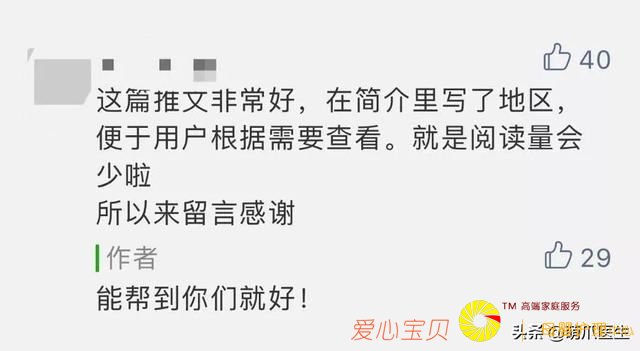 40
这篇推文非常好，在简介里写了地区，
便于用户根据需要查看。就是阅读量会
少啦
所以来留言感谢
作者
29
能帮到你们就好！
爱心宝贝
TM 高端家庭服务
头条@萌爪医生